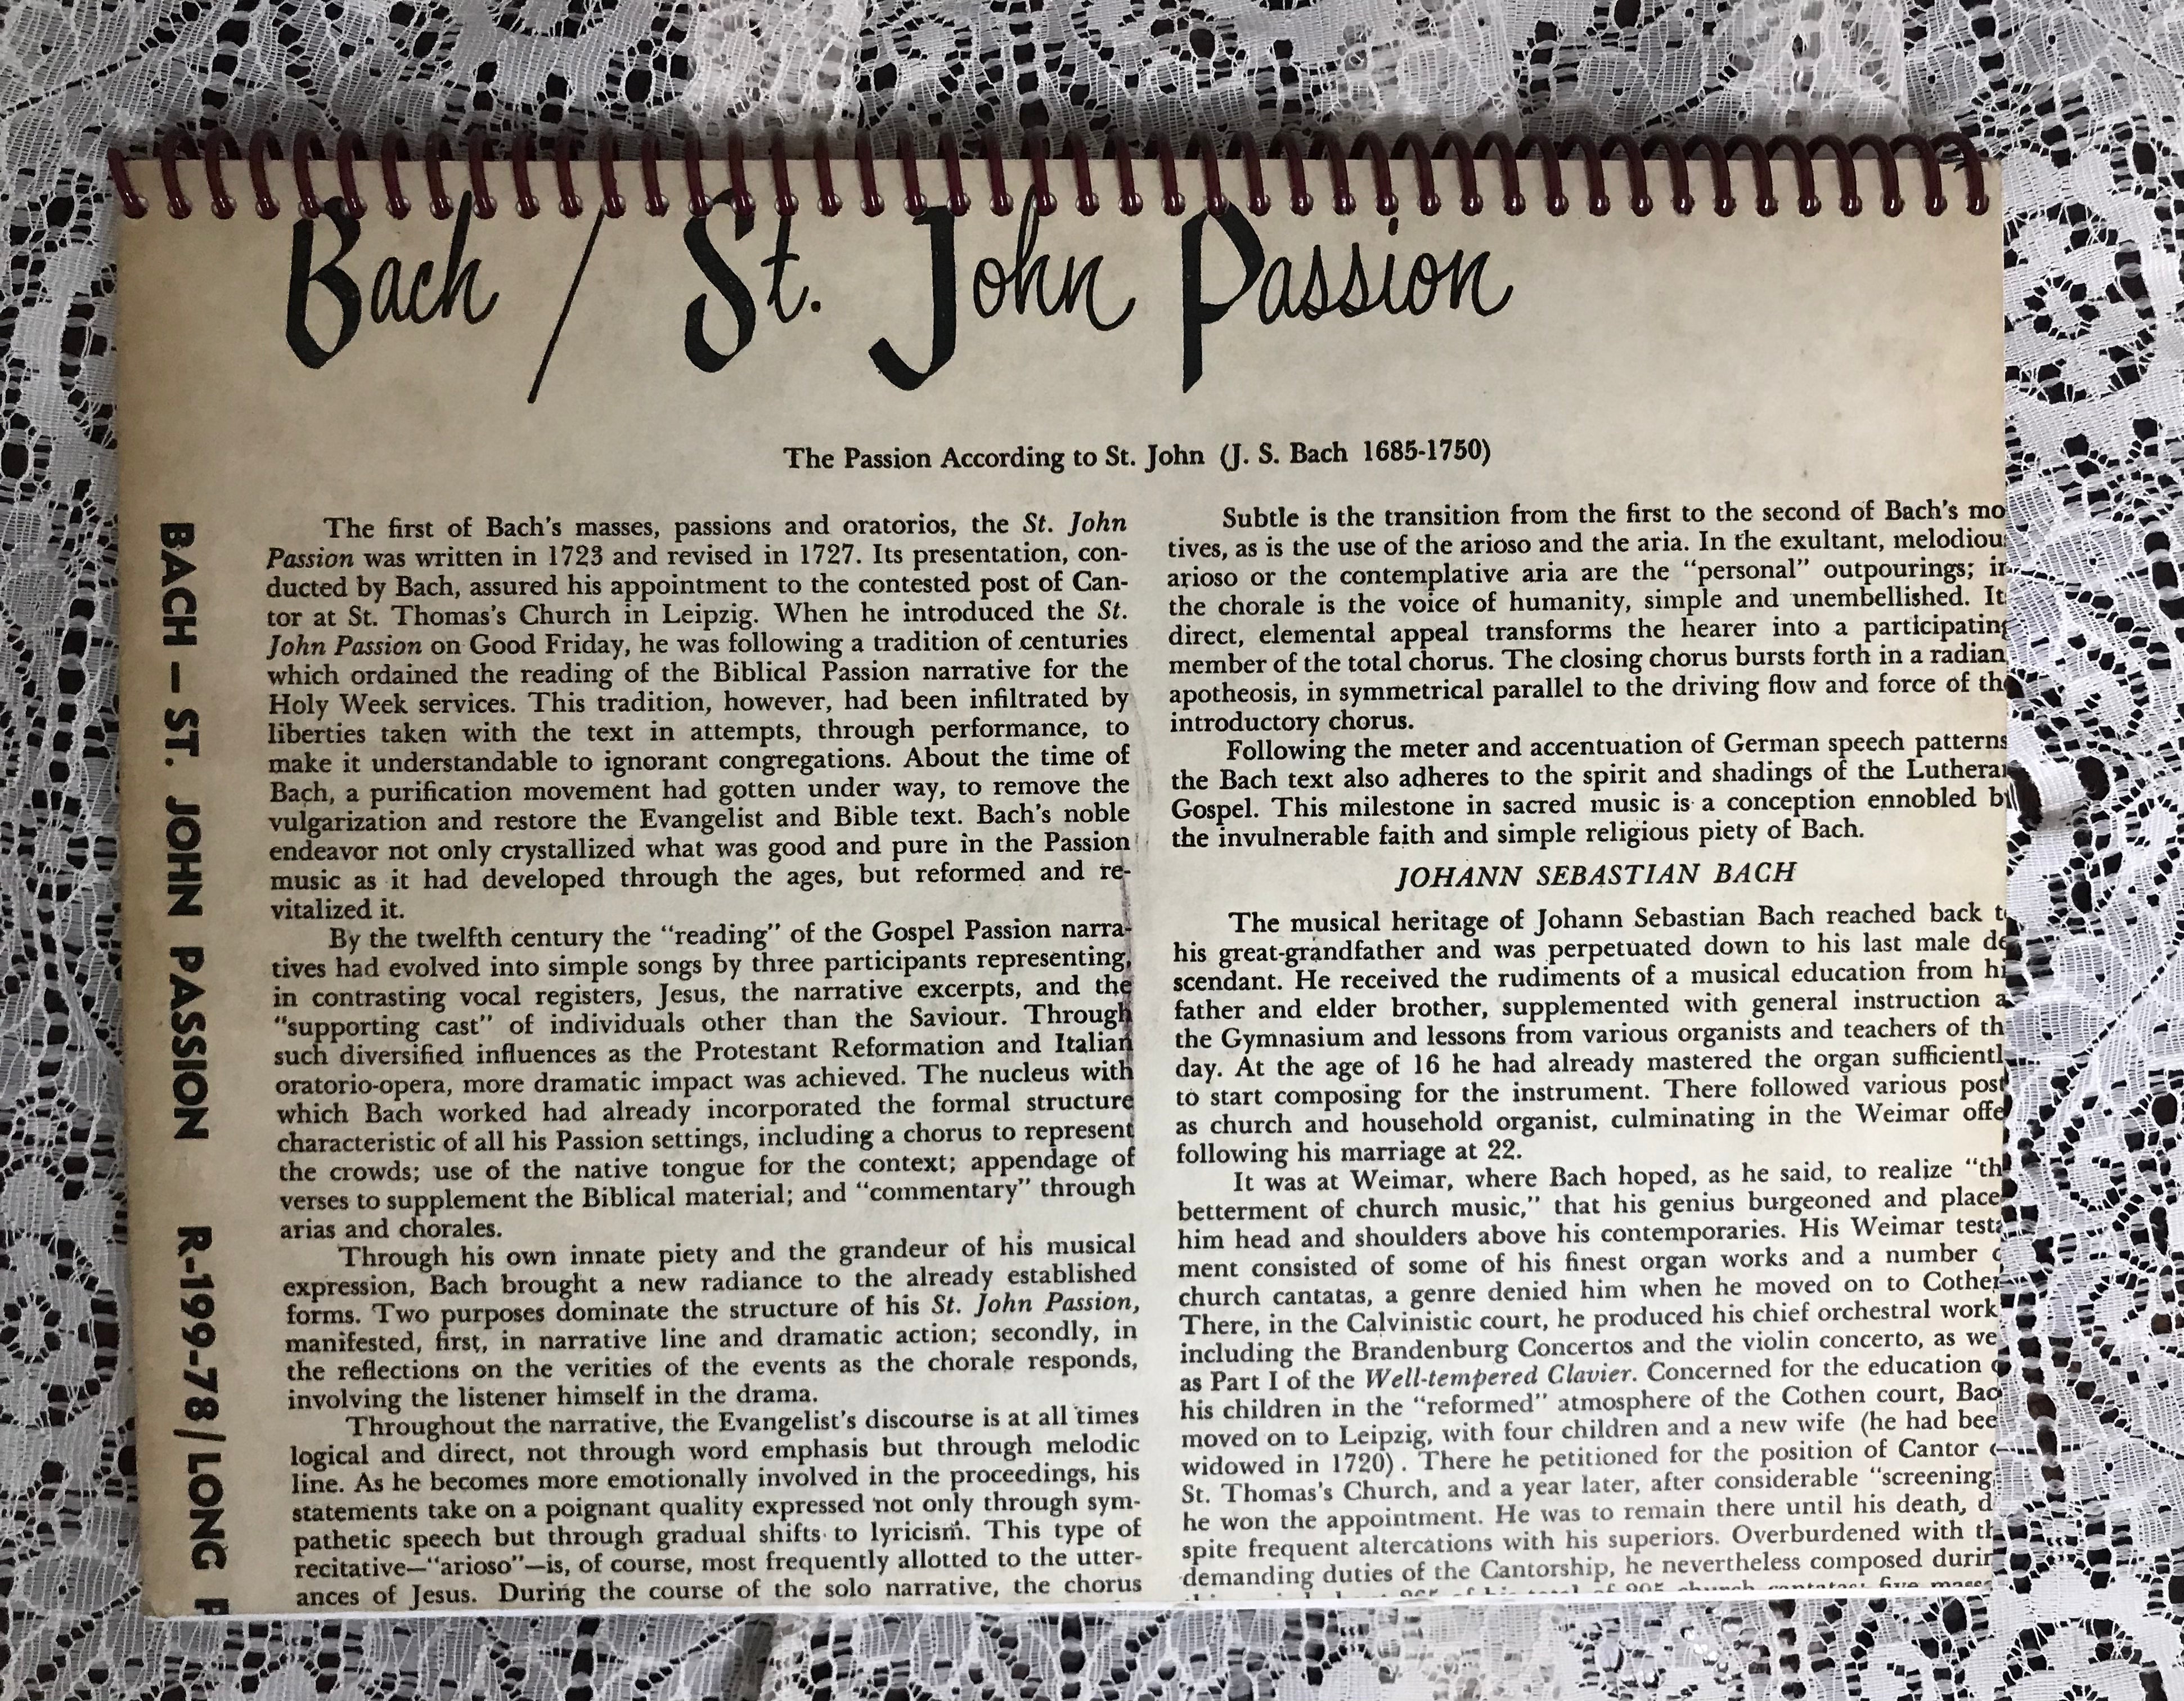 Bach / St. John Passion
The Passion According to St. John (J. S. Bach 1685-1750)
BACH — ST. JOHN PASSION R-199-78/LONG
The first of Bach's masses, passions and oratorios, the St. John
Passion was written in 1723 and revised in 1727. Its presentation, con-
ducted by Bach, assured his appointment to the contested post of Can-
tor at St. Thomas's Church in Leipzig. When he introduced the St.
John Passion on Good Friday, he was following a tradition of centuries
which ordained the reading of the Biblical Passion narrative for the
Holy Week services. This tradition, however, had been infiltrated by
liberties taken with the text in attempts, through performance, to
make it understandable to ignorant congregations. About the time of
Bach, a purification movement had gotten under way, to remove the
vulgarization and restore the Evangelist and Bible text. Bach's noble
endeavor not only crystallized what was good and pure in the Passion
music as it had developed through the ages, but reformed and re-
vitalized it.
By the twelfth century the "reading" of the Gospel Passion narra-
tives had evolved into simple songs by three participants representing,
in contrasting vocal registers, Jesus, the narrative excerpts, and the
"supporting cast" of individuals other than the Saviour. Through
such diversified influences as the Protestant Reformation and Italian
oratorio-opera, more dramatic impact was achieved. The nucleus with
which Bach worked had already incorporated the formal structure
characteristic of all his Passion settings, including a chorus to represent
the crowds; use of the native tongue for the context; appendage of
verses to supplement the Biblical material; and "commentary" through
arias and chorales.
Through his own innate piety and the grandeur of his musical
expression, Bach brought a new radiance to the already established
forms. Two purposes dominate the structure of his St. John Passion,
manifested, first, in narrative line and dramatic action; secondly, in
the reflections on the verities of the events as the chorale responds,
involving the listener himself in the drama.
Throughout the narrative, the Evangelist's discourse is at all times
logical and direct, not through word emphasis but through melodic
line. As he becomes more emotionally involved in the proceedings, his
statements take on a poignant quality expressed not only through sym-
pathetic speech but through gradual shifts to lyricism. This type of
recitative—"arioso"—is, of course, most frequently allotted to the utter-
ances of Jesus. During the course of the solo narrative, the chorus
Subtle is the transition from the first to the second of Bach's mo
tives, as is the use of the arioso and the aria. In the exultant, melodiou
arioso or the contemplative aria are the "personal" outpourings; in
the chorale is the voice of humanity, simple and unembellished. It
direct, elemental appeal transforms the hearer into a participating
member of the total chorus. The closing chorus bursts forth in a radian
apotheosis, in symmetrical parallel to the driving flow and force of the
introductory chorus.
Following the meter and accentuation of German speech patterns
the Bach text also adheres to the spirit and shadings of the Lutheran
Gospel. This milestone in sacred music is a conception ennobled by
the invulnerable faith and simple religious piety of Bach.
JOHANN SEBASTIAN BACH
The musical heritage of Johann Sebastian Bach reached back t
his great-grandfather and was perpetuated down to his last male de
scendant. He received the rudiments of a musical education from hi
father and elder brother, supplemented with general instruction a
the Gymnasium and lessons from various organists and teachers of th
day. At the age of 16 he had already mastered the organ sufficientl
to start composing for the instrument. There followed various post
as church and household organist, culminating in the Weimar offe
following his marriage at 22.
It was at Weimar, where Bach hoped, as he said, to realize "th
betterment of church music," that his genius burgeoned and place
him head and shoulders above his contemporaries. His Weimar testa
ment consisted of some of his finest organ works and a number o
church cantatas, a genre denied him when he moved on to Cothen
There, in the Calvinistic court, he produced his chief orchestral work
including the Brandenburg Concertos and the violin concerto, as we
as Part I of the Well-tempered Clavier. Concerned for the education o
his children in the "reformed" atmosphere of the Cothen court, Bac
moved on to Leipzig, with four children and a new wife (he had bee
widowed in 1720). There he petitioned for the position of Cantor o
St. Thomas's Church, and a year later, after considerable "screening
he won the appointment. He was to remain there until his death, d
spite frequent altercations with his superiors. Overburdened with th
demanding duties of the Cantorship, he nevertheless composed durin